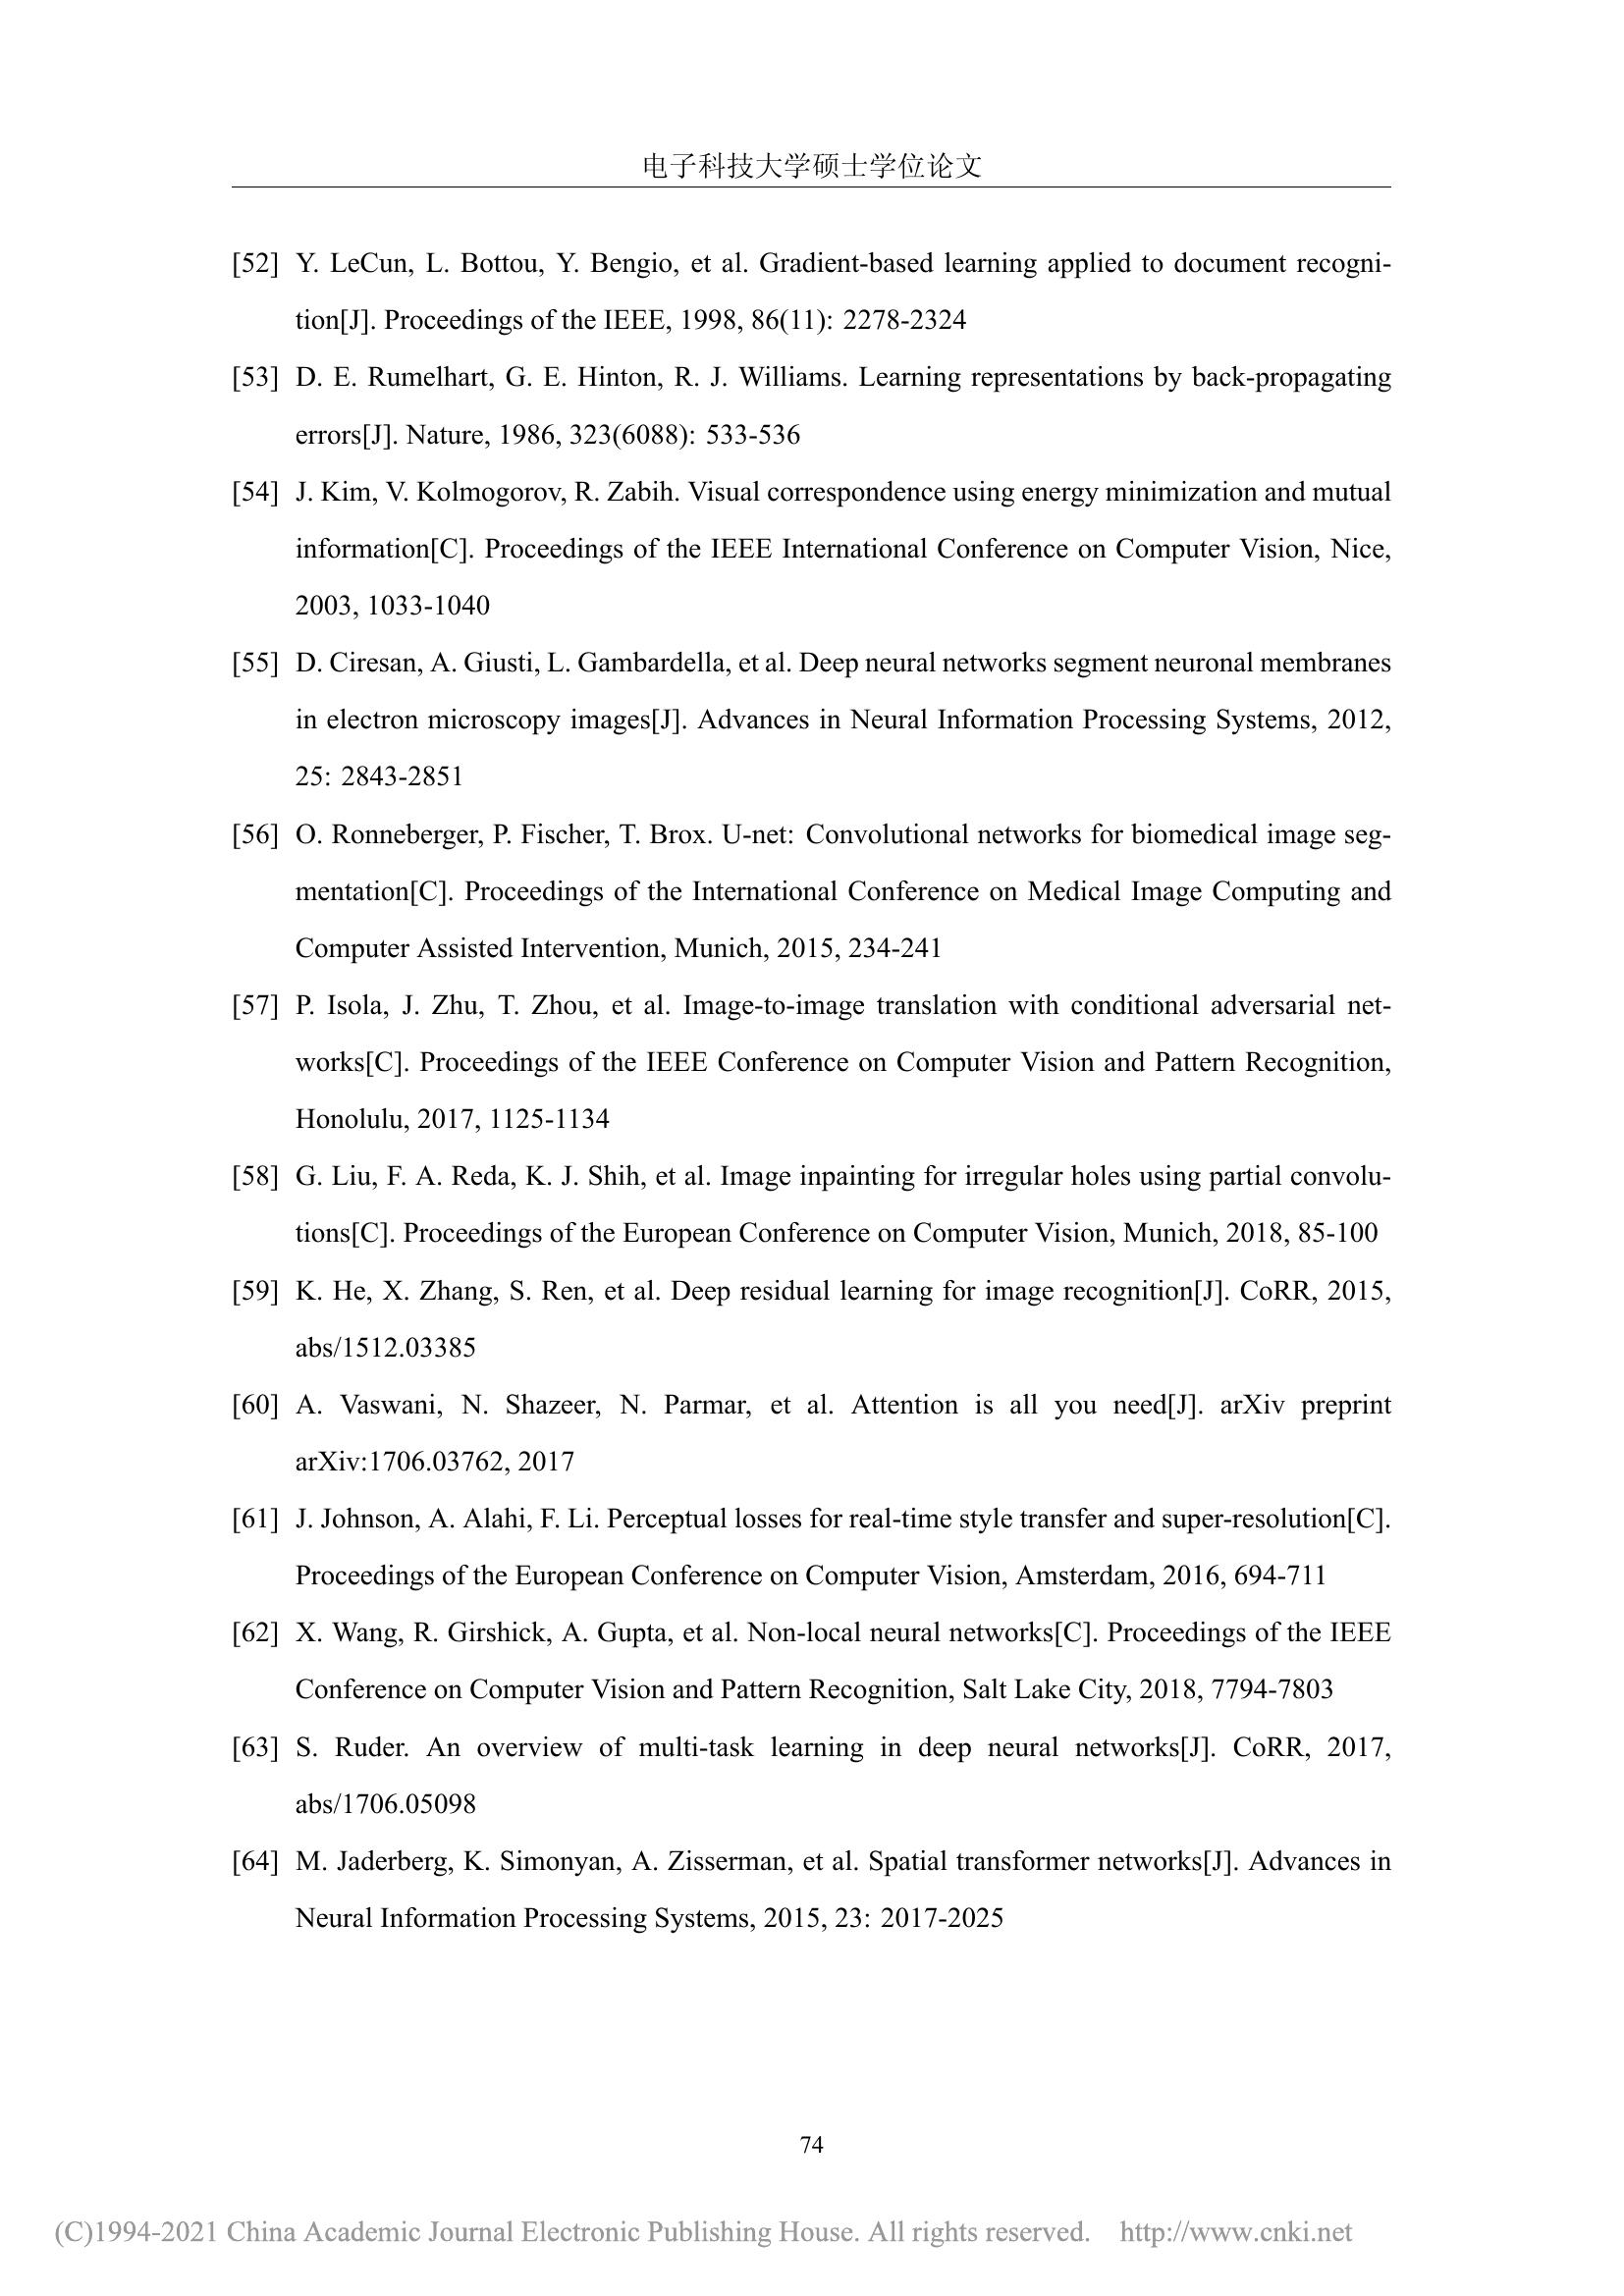 电子科技大学硕士学位论文
[52] Y. LeCun, L. Bottou, Y. Bengio, et al. Gradient-based learning applied to document recogni-
tion[J]. Proceedings of the IEEE, 1998, 86(11): 2278-2324
[53] D. E. Rumelhart, G. E. Hinton, R. J. Williams. Learning representations by back-propagating
errors[J]. Nature, 1986, 323(6088): 533-536
[54] J. Kim, V. Kolmogorov, R. Zabih. Visual correspondence using energy minimization and mutual
information[C]. Proceedings of the IEEE International Conference on Computer Vision, Nice,
2003, 1033-1040
[55] D. Ciresan, A. Giusti, L. Gambardella, et al. Deep neural networks segment neuronal membranes
in electron microscopy images[J]. Advances in Neural Information Processing Systems, 2012,
25: 2843-2851
[56] O. Ronneberger, P. Fischer, T. Brox. U-net: Convolutional networks for biomedical image seg-
mentation[C]. Proceedings of the International Conference on Medical Image Computing and
Computer Assisted Intervention, Munich, 2015, 234-241
[57] P. Isola, J. Zhu, T. Zhou, et al. Image-to-image translation with conditional adversarial net-
works[C]. Proceedings of the IEEE Conference on Computer Vision and Pattern Recognition,
Honolulu, 2017, 1125-1134
[58] G. Liu, F. A. Reda, K. J. Shih, et al. Image inpainting for irregular holes using partial convolu-
tions[C]. Proceedings of the European Conference on Computer Vision, Munich, 2018, 85-100
[59] K. He, X. Zhang, S. Ren, et al. Deep residual learning for image recognition[J]. CoRR, 2015,
abs/1512.03385
[60] A. Vaswani, N. Shazeer, N. Parmar, et al. Attention is all you need[J]. arXiv preprint
arXiv:1706.03762, 2017
[61] J. Johnson, A. Alahi, F. Li. Perceptual losses for real-time style transfer and super-resolution[C].
Proceedings of the European Conference on Computer Vision, Amsterdam, 2016, 694-711
[62] X. Wang, R. Girshick, A. Gupta, et al. Non-local neural networks[C]. Proceedings of the IEEE
Conference on Computer Vision and Pattern Recognition, Salt Lake City, 2018, 7794-7803
[63] S. Ruder. An overview of multi-task learning in deep neural networks[J]. CoRR, 2017,
abs/1706.05098
[64] M. Jaderberg, K. Simonyan, A. Zisserman, et al. Spatial transformer networks[J]. Advances in
Neural Information Processing Systems, 2015, 23: 2017-2025
74
(C)1994-2021 China Academic Journal Electronic Publishing House. All rights reserved. http://www.cnki.net